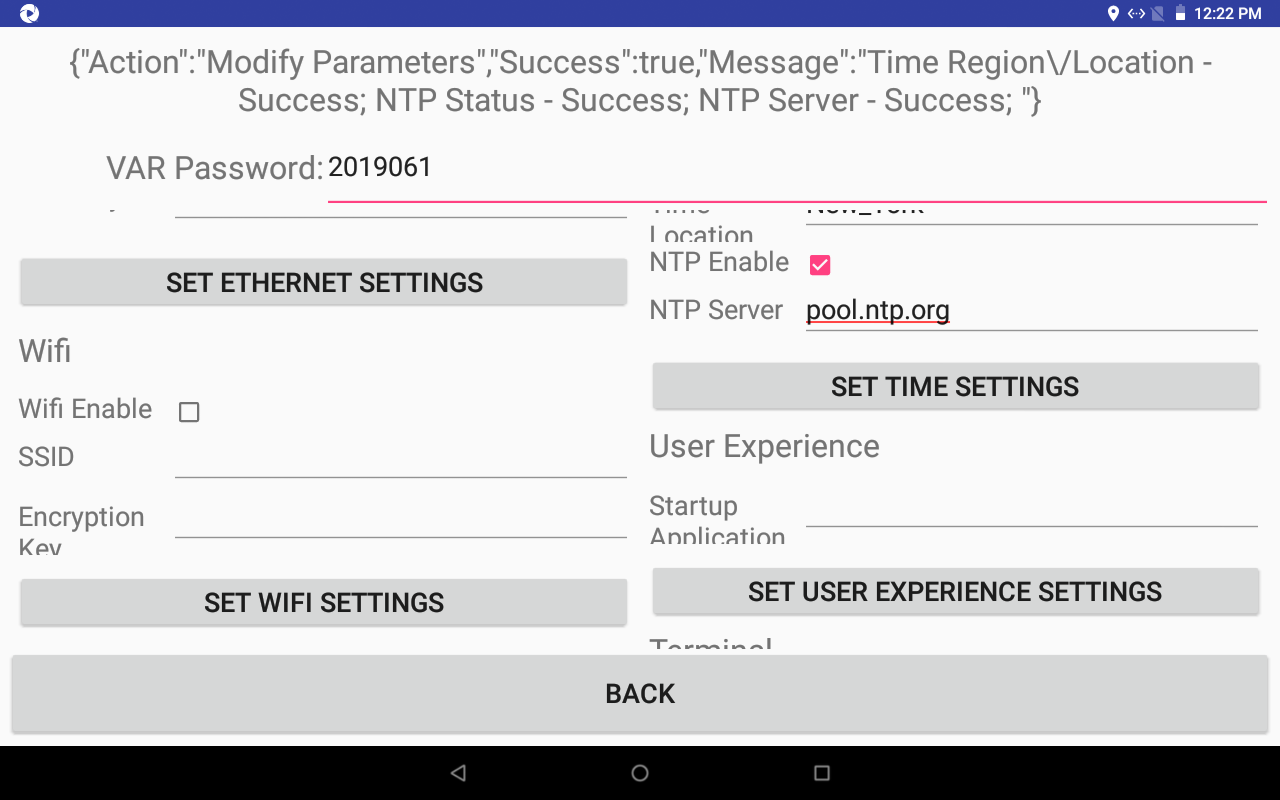 12:22 PM
{"Action":"Modify Parameters","Success":true,"Message":"Time Region\/Location -
Success; NTP Status - Success; NTP Server - Success; "}
VAR Password: 2019061
Time
Location New_York
SET ETHERNET SETTINGS
NTP Enable
NTP Server pool.ntp.org
Wifi
Wifi Enable
SSID
Encryption
Key
SET WIFI SETTINGS
SET TIME SETTINGS
User Experience
Startup
Application
SET USER EXPERIENCE SETTINGS
Terminal
BACK